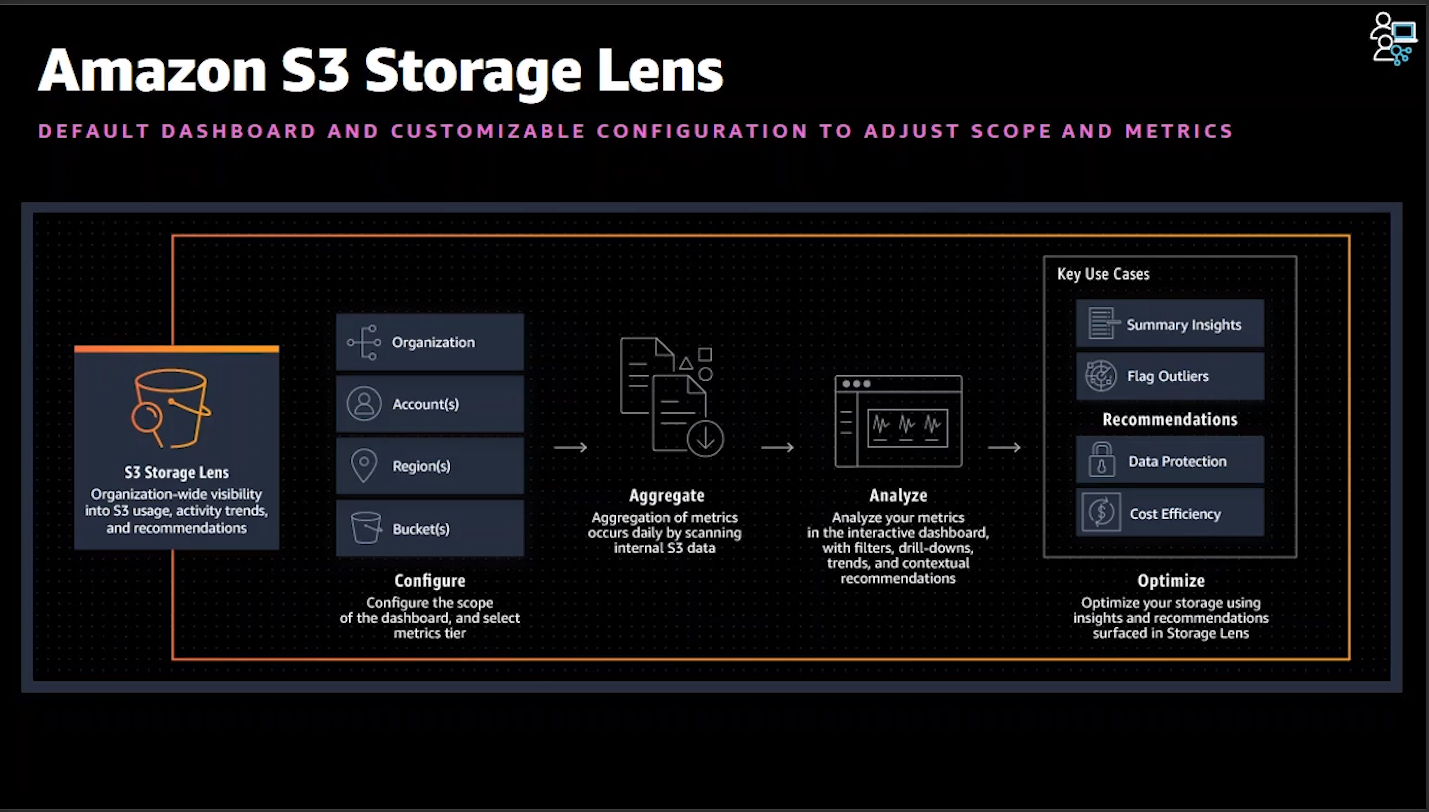 Amazon S3 Storage Lens
DEFAULT DASHBOARD AND CUSTOMIZABLE CONFIGURATION TO ADJUST SCOPE AND METRICS
S3 Storage Lens
Organization-wide visibility
into S3 usage, activity trends,
and recommendations
Organization
Account(s)
Region(s)
Bucket(s)
Configure
Configure the scope
of the dashboard, and select
metrics tier
Aggregate
Aggregation of metrics
occurs daily by scanning
internal S3 data
Analyze
Analyze your metrics
in the interactive dashboard,
with filters, drill-downs,
trends, and contextual
recommendations
Key Use Cases
Summary Insights
Flag Outliers
Recommendations
Data Protection
Cost Efficiency
Optimize
Optimize your storage using
insights and recommendations
surfaced in Storage Lens